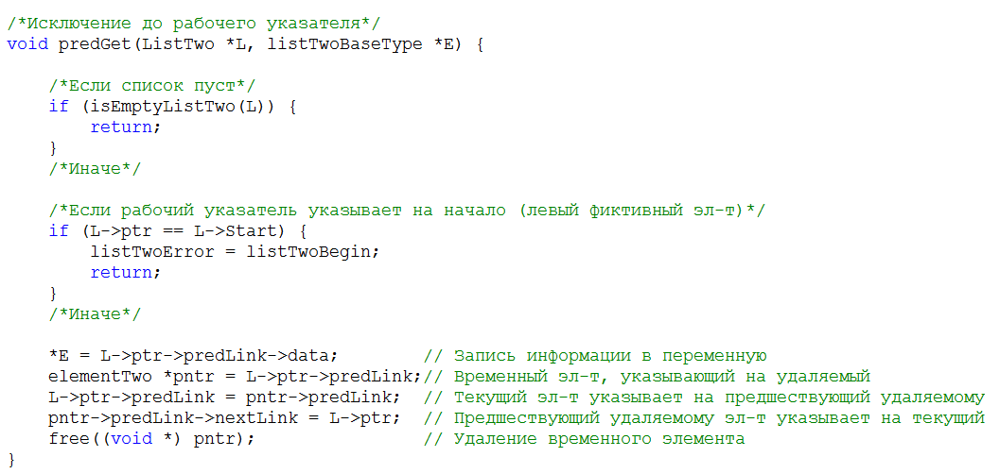 /*Исключение до рабочего указателя*/
void predGet(ListTwo *L, listTwoBaseType *E) {
/*Если список пуст*/
if (isEmptyListTwo(L)) {
return;
}
/*Иначе*/
/*Если рабочий указатель указывает на начало (левый фиктивный эл-т)*/
if (L->ptr == L->Start) {
listTwoError = listTwoBegin;
return;
}
/*Иначе*/
*E = L->ptr->predLink->data; // Запись информации в переменную
elementTwo *pntr = L->ptr->predLink;// Временный эл-т, указывающий на удаляемый
L->ptr->predLink = pntr->predLink; // Текущий эл-т указывает на предшествующий удаляемому
pntr->predLink->nextLink = L->ptr; // Предшествующий удаляемому эл-т указывает на текущий
free((void *) pntr); // Удаление временного элемента
}